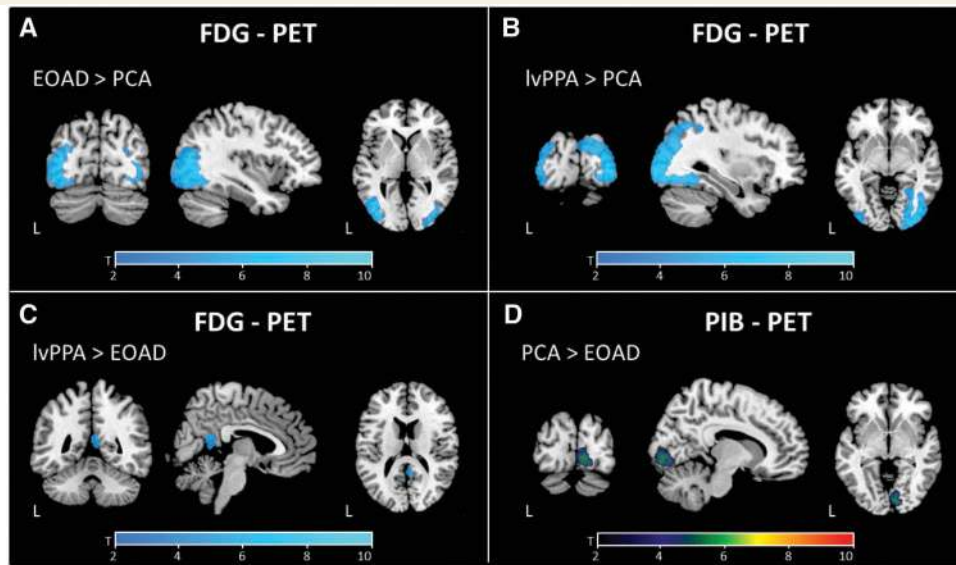 A
FDG - PET
EOAD > PCA
L
L
T
2 4 6 8 10
B
FDG - PET
lvPPA > PCA
L
L
T
2 4 6 8 10
C
FDG - PET
lvPPA > EOAD
L
L
T
2 4 6 8 10
D
PIB - PET
PCA > EOAD
L
L
T
2 4 6 8 10